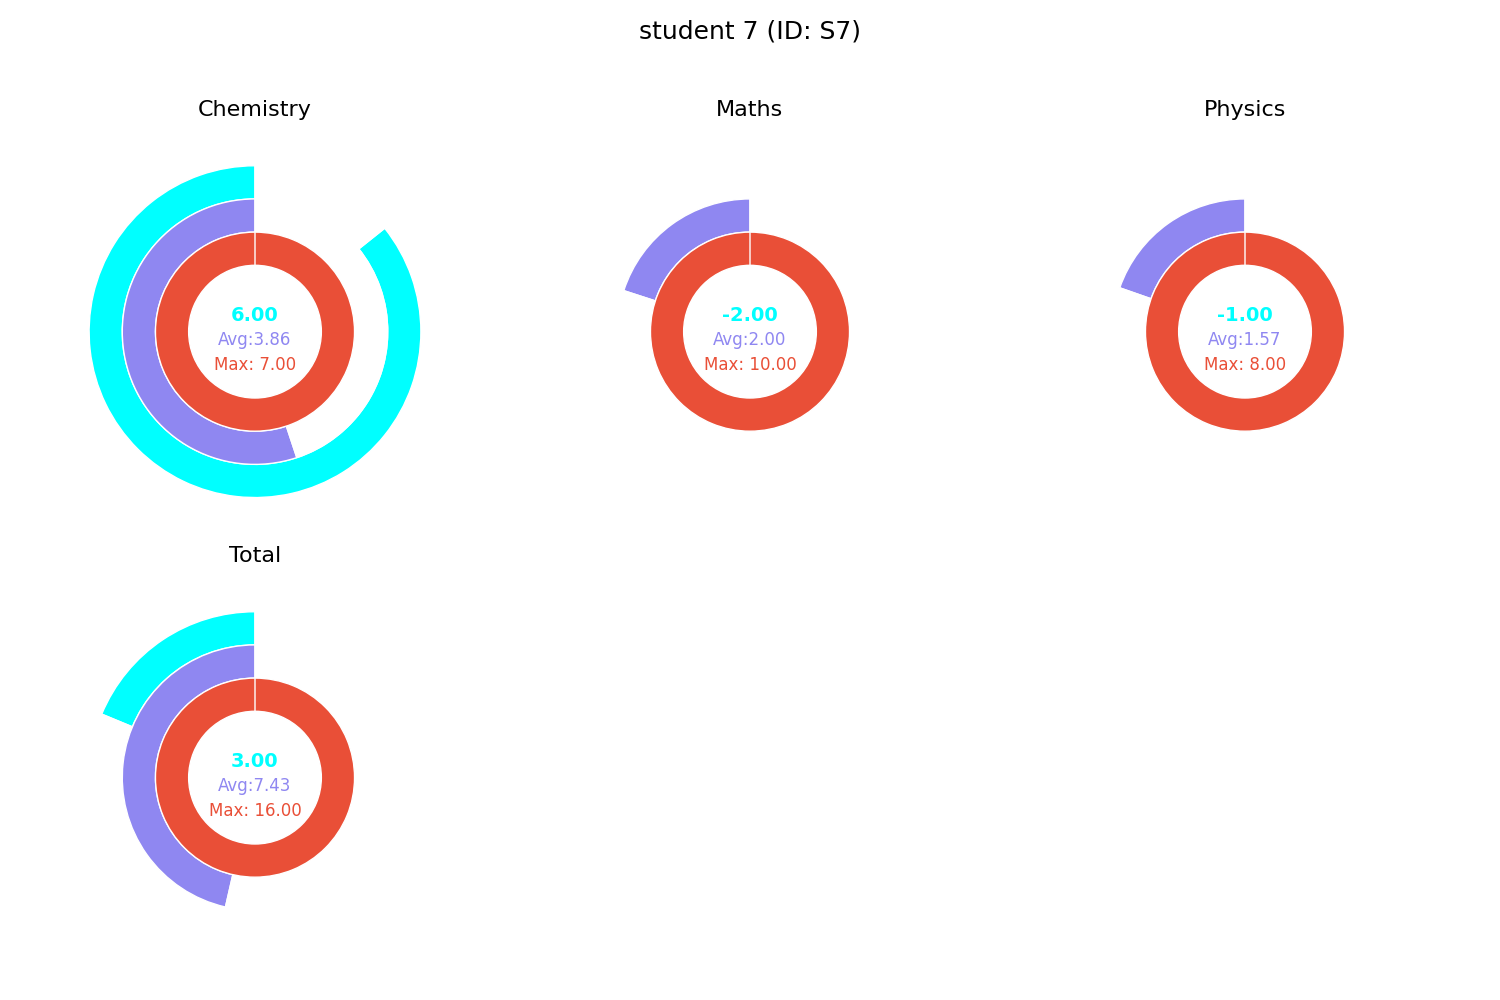 student 7 (ID: S7)
Chemistry
6.00
Avg:3.86
Max: 7.00
Maths
-2.00
Avg:2.00
Max: 10.00
Physics
-1.00
Avg:1.57
Max: 8.00
Total
3.00
Avg:7.43
Max: 16.00